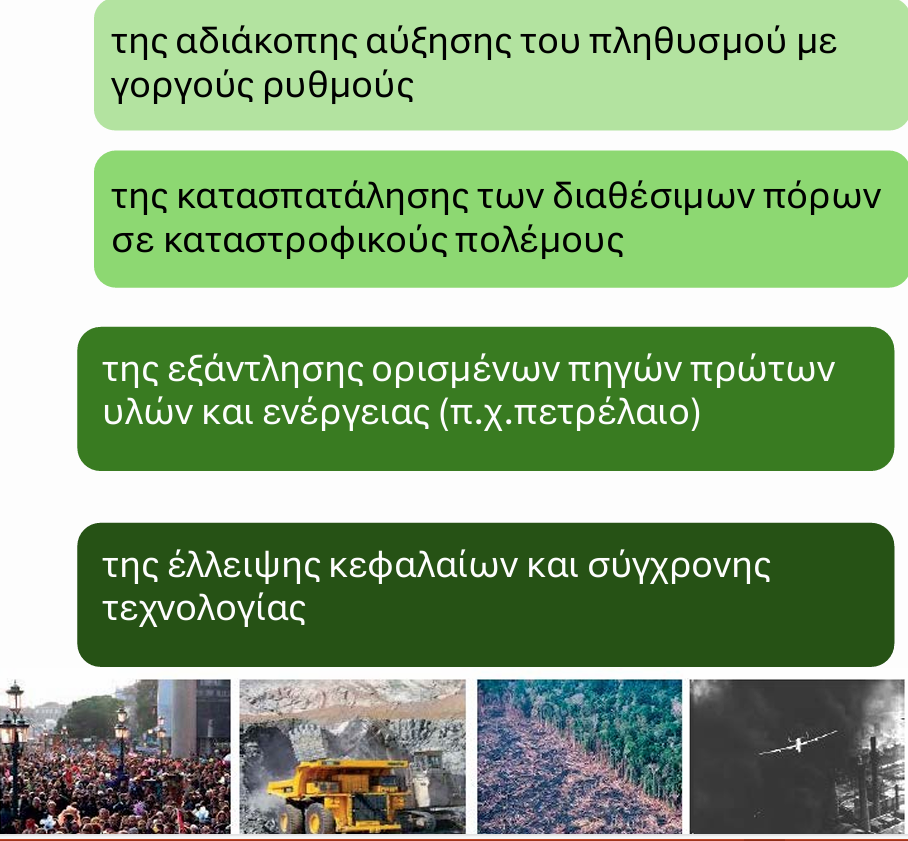 της αδιάκοπης αύξησης του πληθυσμού με
γοργούς ρυθμούς
της κατασπατάλησης των διαθέσιμων πόρων
σε καταστροφικούς πολέμους
της εξάντλησης ορισμένων πηγών πρώτων
υλών και ενέργειας (π.χ.πετρέλαιο)
της έλλειψης κεφαλαίων και σύγχρονης
τεχνολογίας